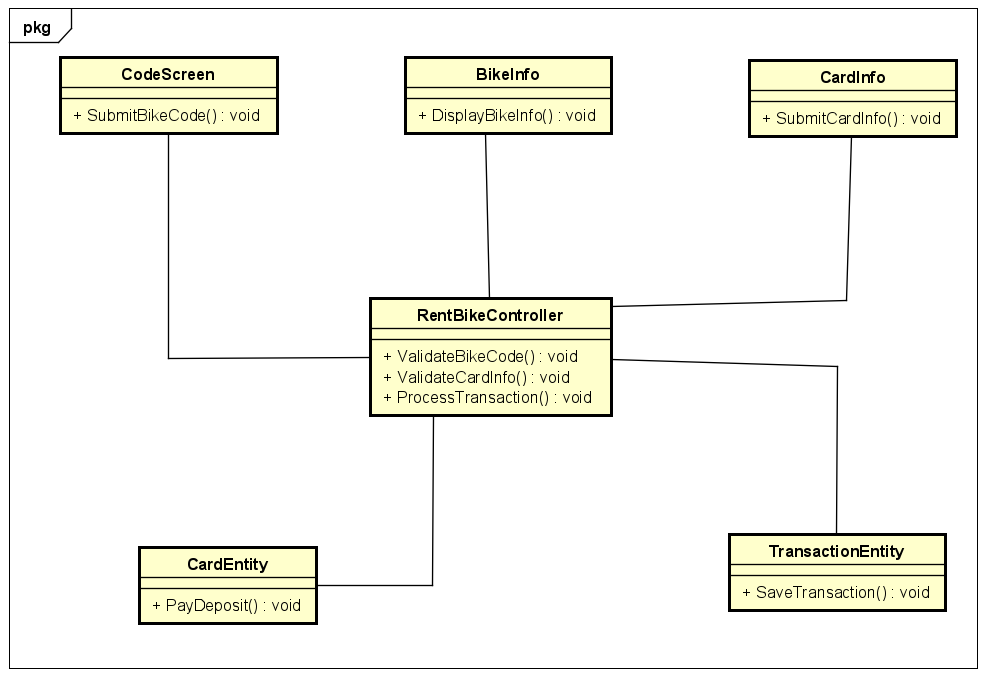 pkg
CodeScreen
+ SubmitBikeCode() : void
BikeInfo
+ DisplayBikeInfo() : void
CardInfo
+ SubmitCardInfo() : void
RentBikeController
+ ValidateBikeCode() : void
+ ValidateCardInfo() : void
+ ProcessTransaction() : void
CardEntity
+ PayDeposit() : void
TransactionEntity
+ SaveTransaction() : void